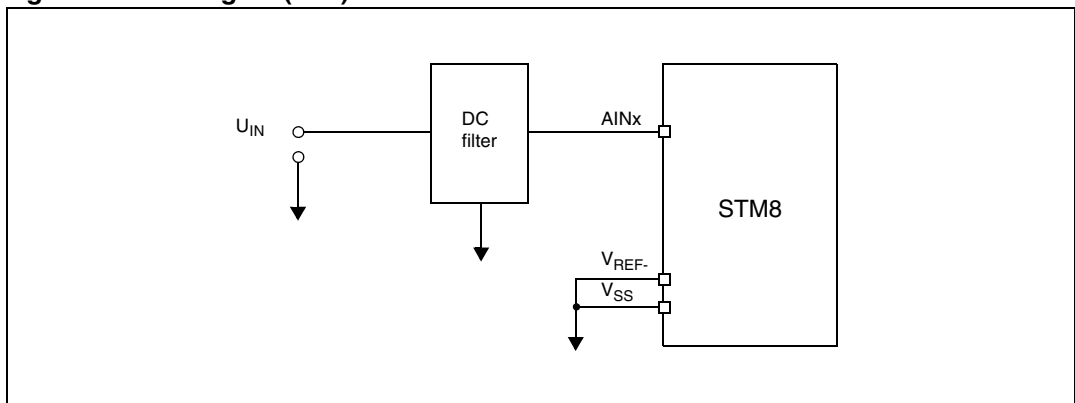 U_IN
DC
filter
AINx
STM8
V_REF-
V_SS